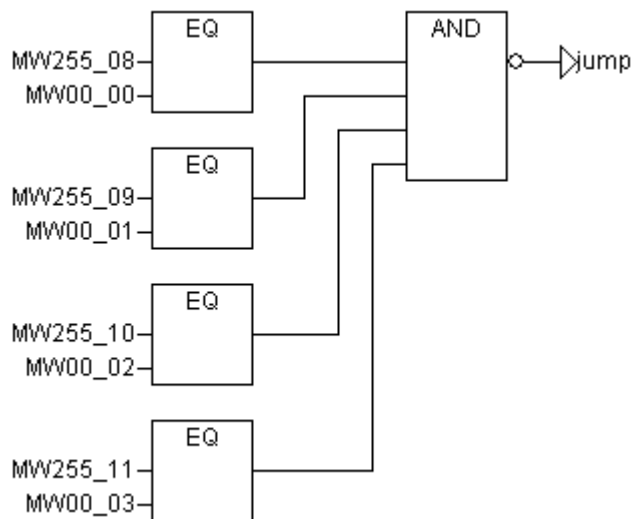 EQ
AND
MW255_08
jump
MW00_00
EQ
MW255_09
MW00_01
EQ
MW255_10
MW00_02
EQ
MW255_11
MW00_03